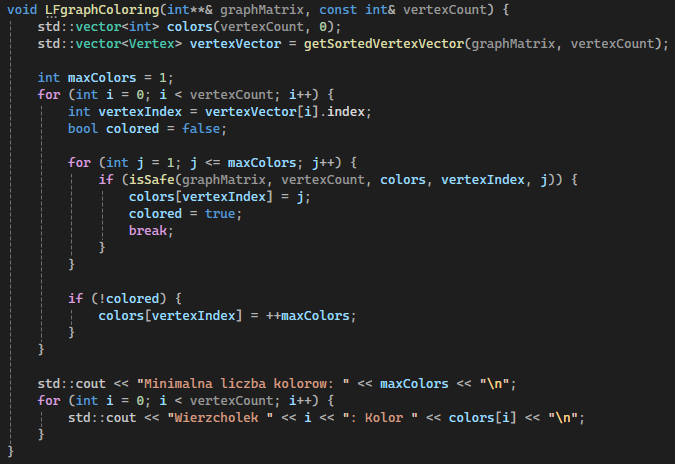 void LFgraphColoring(int**& graphMatrix, const int& vertexCount) {
    std::vector<int> colors(vertexCount, 0);
    std::vector<Vertex> vertexVector = getSortedVertexVector(graphMatrix, vertexCount);

    int maxColors = 1;
    for (int i = 0; i < vertexCount; i++) {
        int vertexIndex = vertexVector[i].index;
        bool colored = false;

        for (int j = 1; j <= maxColors; j++) {
            if (isSafe(graphMatrix, vertexCount, colors, vertexIndex, j)) {
                colors[vertexIndex] = j;
                colored = true;
                break;
            }
        }

        if (!colored) {
            colors[vertexIndex] = ++maxColors;
        }
    }

    std::cout << "Minimalna liczba kolorow: " << maxColors << "\n";
    for (int i = 0; i < vertexCount; i++) {
        std::cout << "Wierzcholek " << i << ": Kolor " << colors[i] << "\n";
    }
}